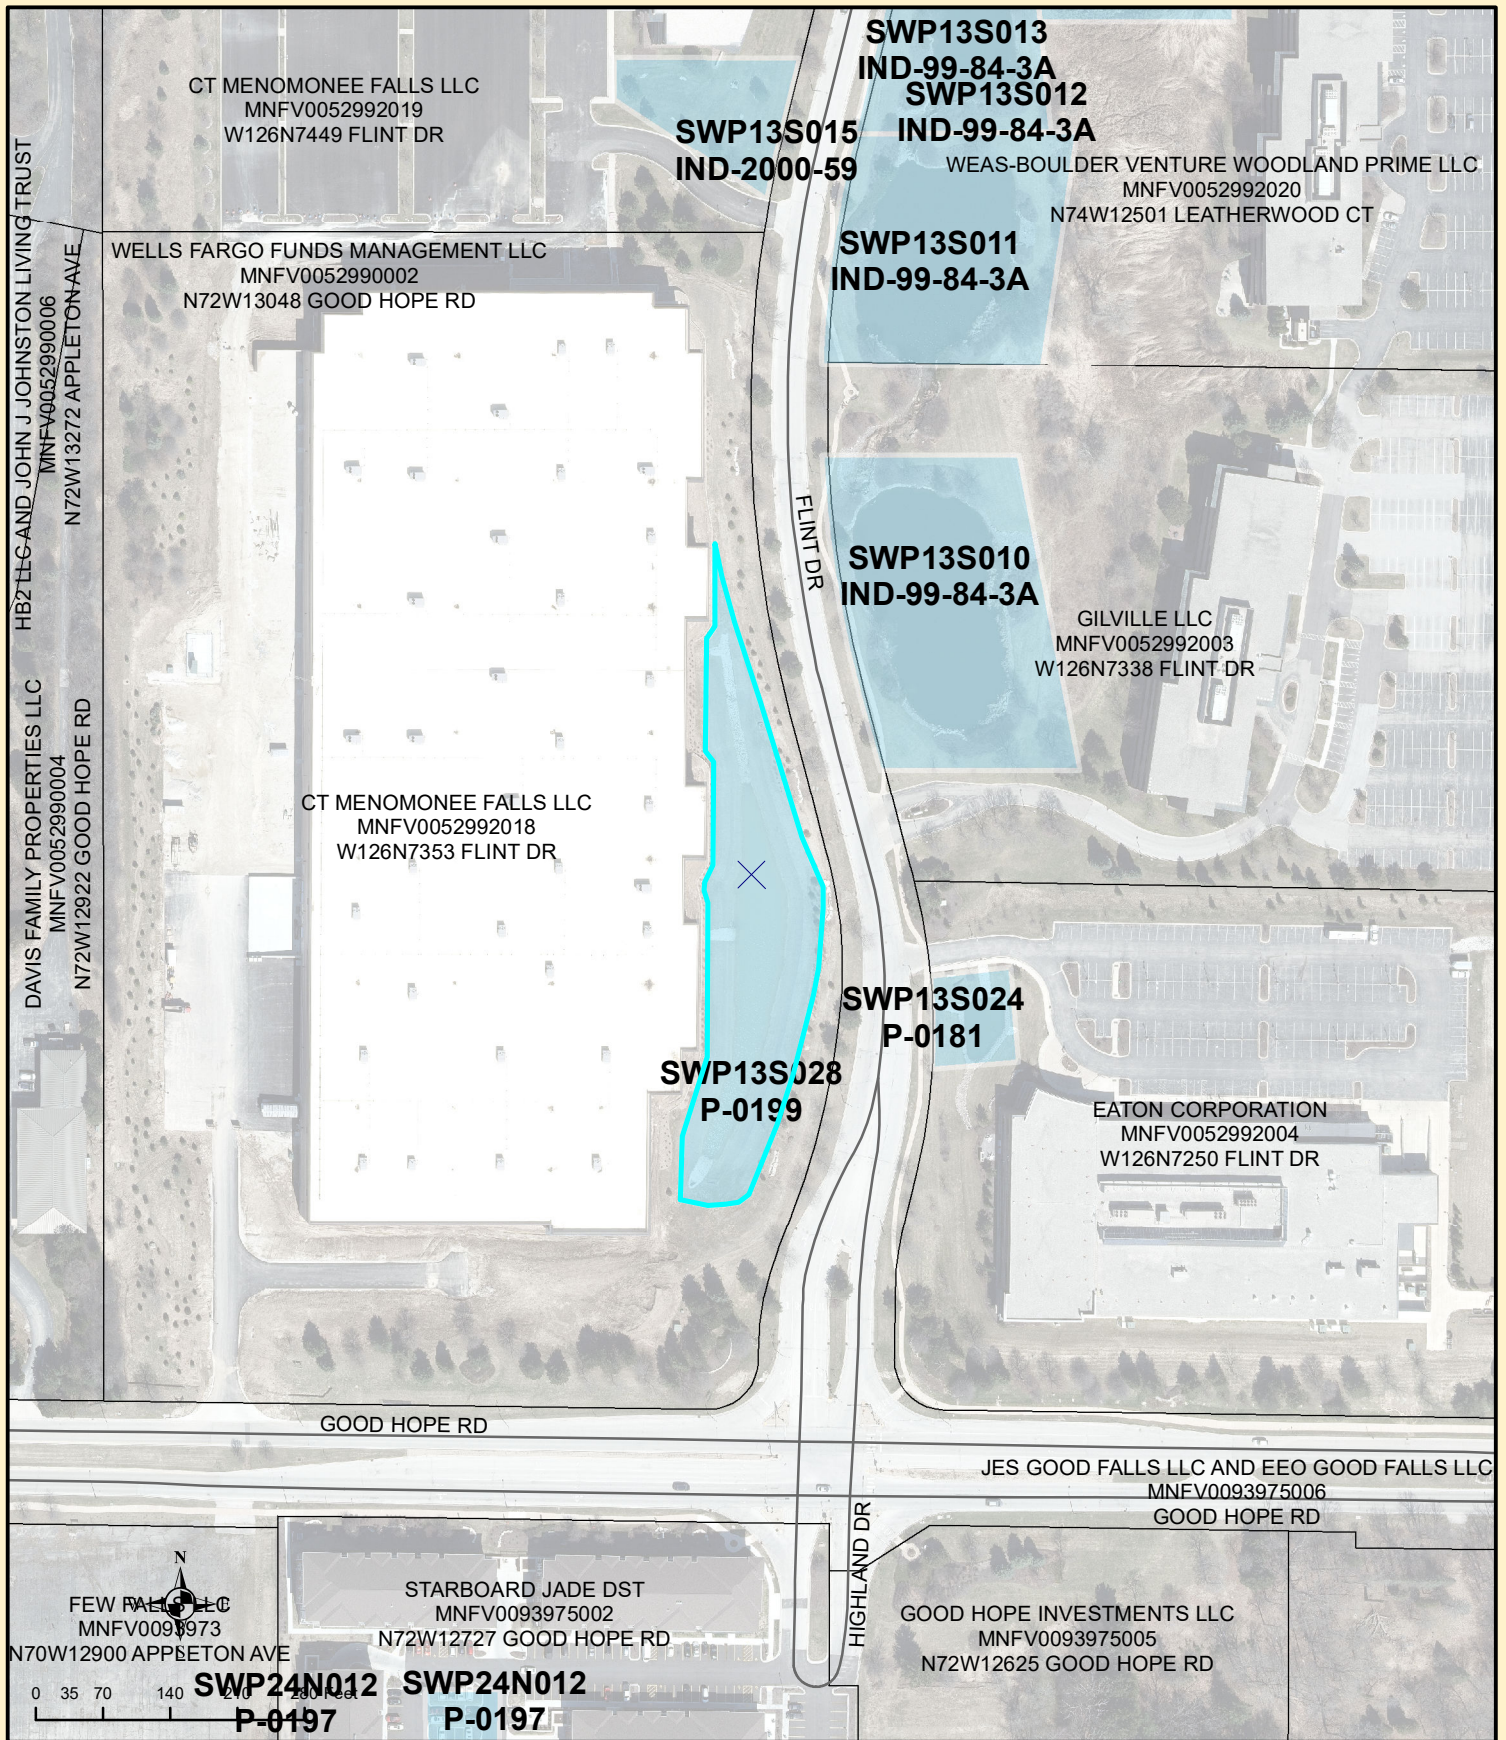 SWP13S013
IND-99-84-3A
SWP13S012
IND-99-84-3A
CT MENOMONEE FALLS LLC
MNFV0052992019
W126N7449 FLINT DR
SWP13S015
IND-2000-59
WEAS-BOULDER VENTURE WOODLAND PRIME LLC
MNFV0052992020
N74W12501 LEATHERWOOD CT
HB2 LLC AND JOHN J JOHNSTON LIVING TRUST
MNFV0052990006
N72W13272 APPLETON AVE
WELLS FARGO FUNDS MANAGEMENT LLC
MNFV0052990002
N72W13048 GOOD HOPE RD
SWP13S011
IND-99-84-3A
FLINT DR
SWP13S010
IND-99-84-3A
GILVILLE LLC
MNFV0052992003
W126N7338 FLINT DR
DAVIS FAMILY PROPERTIES LLC
MNFV0052990004
N72W12922 GOOD HOPE RD
CT MENOMONEE FALLS LLC
MNFV0052992018
W126N7353 FLINT DR
SWP13S024
P-0181
SWP13S028
P-0199
EATON CORPORATION
MNFV0052992004
W126N7250 FLINT DR
GOOD HOPE RD
JES GOOD FALLS LLC AND EEO GOOD FALLS LLC
MNFV0093975006
GOOD HOPE RD
HIGHLAND DR
N
W E
S
FEW FALLS LLC
MNFV0093973
N70W12900 APPLETON AVE
STARBOARD JADE DST
MNFV0093975002
N72W12727 GOOD HOPE RD
GOOD HOPE INVESTMENTS LLC
MNFV0093975005
N72W12625 GOOD HOPE RD
SWP24N012
P-0197
SWP24N012
P-0197
0 35 70 140 210 280 Feet